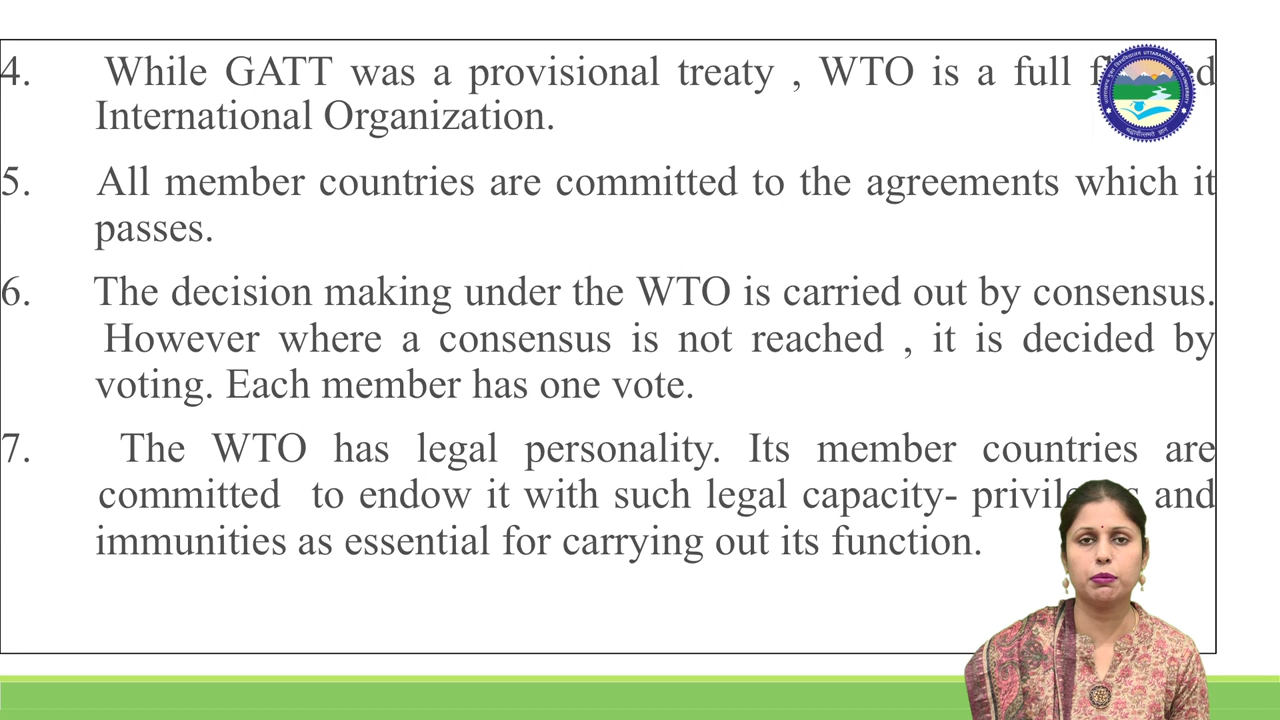 4. While GATT was a provisional treaty , WTO is a full
International Organization.
5. All member countries are committed to the agreements which it
passes.
6. The decision making under the WTO is carried out by consensus.
However where a consensus is not reached , it is decided by
voting. Each member has one vote.
7. The WTO has legal personality. Its member countries are
committed to endow it with such legal capacity- and
immunities as essential for carrying out its function.